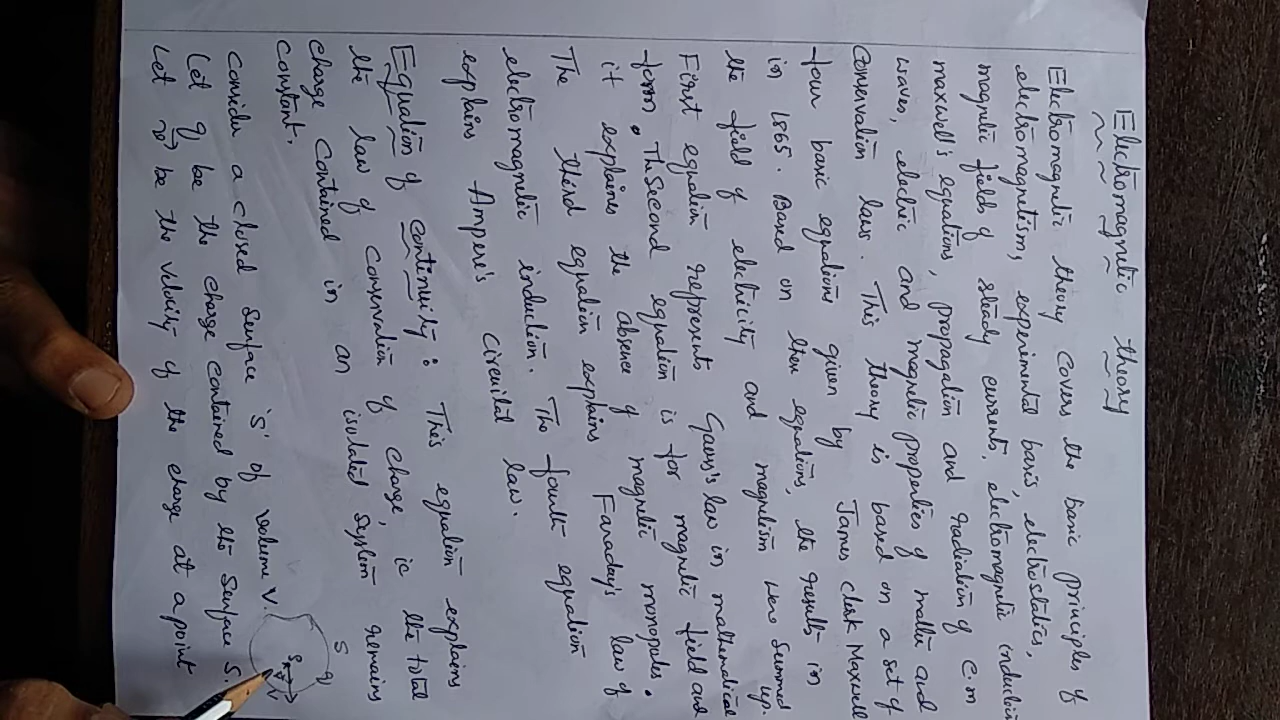 Electromagnetic theory
Electromagnetic theory covers the basic principles of
electromagnetism, experimental basis, electrostatics,
magnetic fields of steady currents, electromagnetic induction
maxwell's equations, propagation and radiation of e.m
waves, electric and magnetic properties of matter and
Conservation laws. This theory is based on a set of
four basic equations given by James clerk Maxwell
in 1865. Based on then equations, the results in
the field of electricity and magnetism were summed up.
First equation represents Gauss's law in mathematical
form. The Second equation is for magnetic field and
it explains the absence of magnetic monopoles.
The third equation explains Faraday's law of
electromagnetic induction. The fourth equation
explains Ampere's Circuital law.
Equation of continuity: This equation explains
the law of conservation of charge, ie the total
charge contained in an isolated system remains
Constant.
Consider a closed surface 'S' of volume V.
Let q be the charge contained by the Surface S.
Let v be the velocity of the charge at a point
S
q